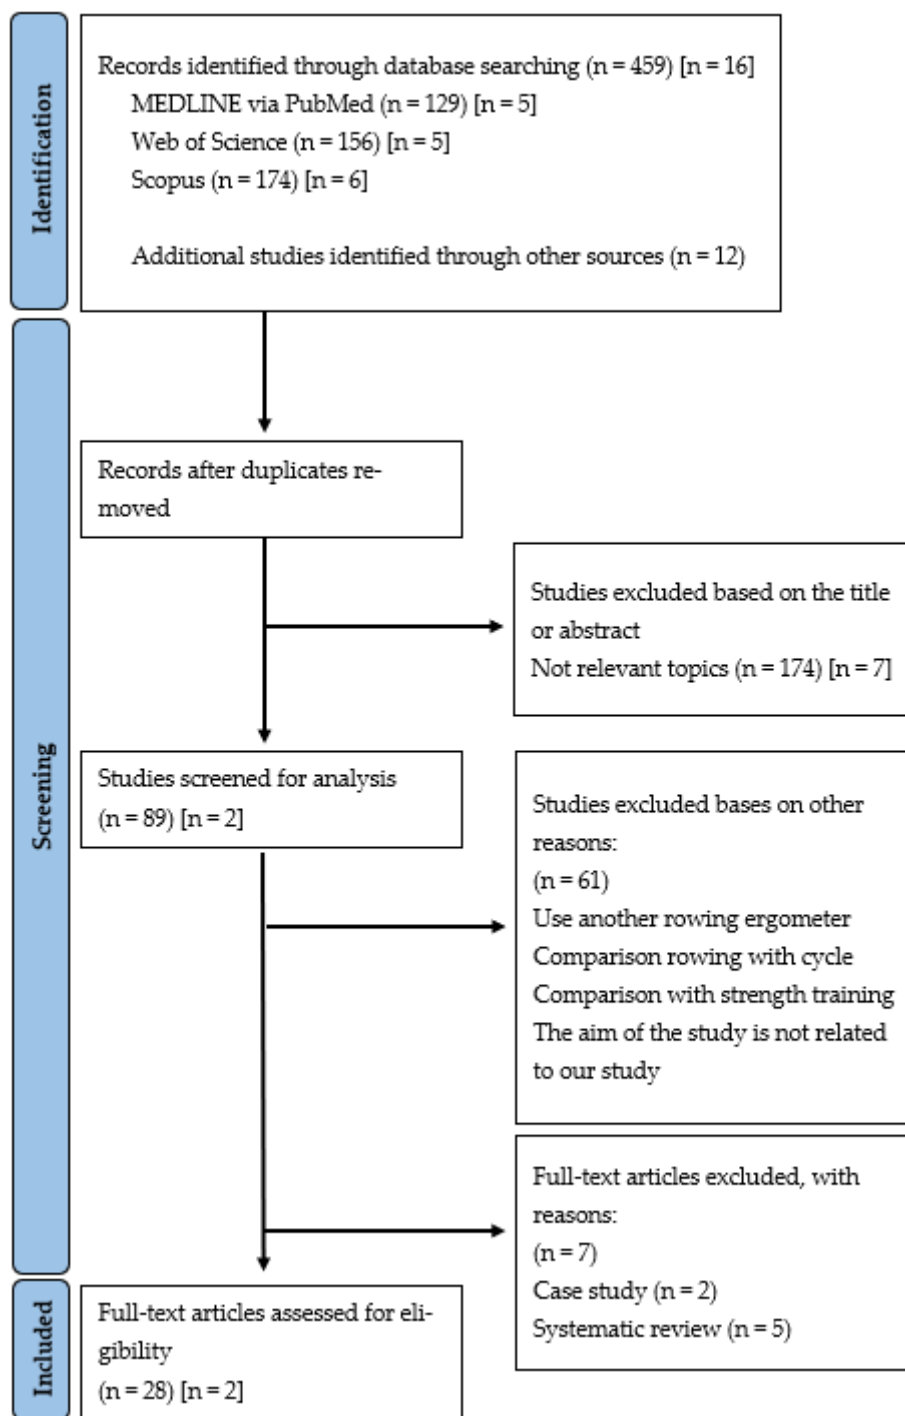 Identification
Records identified through database searching (n = 459) [n = 16]
MEDLINE via PubMed (n = 129) [n = 5]
Web of Science (n = 156) [n = 5]
Scopus (n = 174) [n = 6]
Additional studies identified through other sources (n = 12)
Screening
Records after duplicates re-
moved
Studies excluded based on the title
or abstract
Not relevant topics (n = 174) [n = 7]
Studies screened for analysis
(n = 89) [n = 2]
Studies excluded bases on other
reasons:
(n = 61)
Use another rowing ergometer
Comparison rowing with cycle
Comparison with strength training
The aim of the study is not related
to our study
Full-text articles excluded, with
reasons:
(n = 7)
Case study (n = 2)
Systematic review (n = 5)
Included
Full-text articles assessed for eli-
gibility
(n = 28) [n = 2]